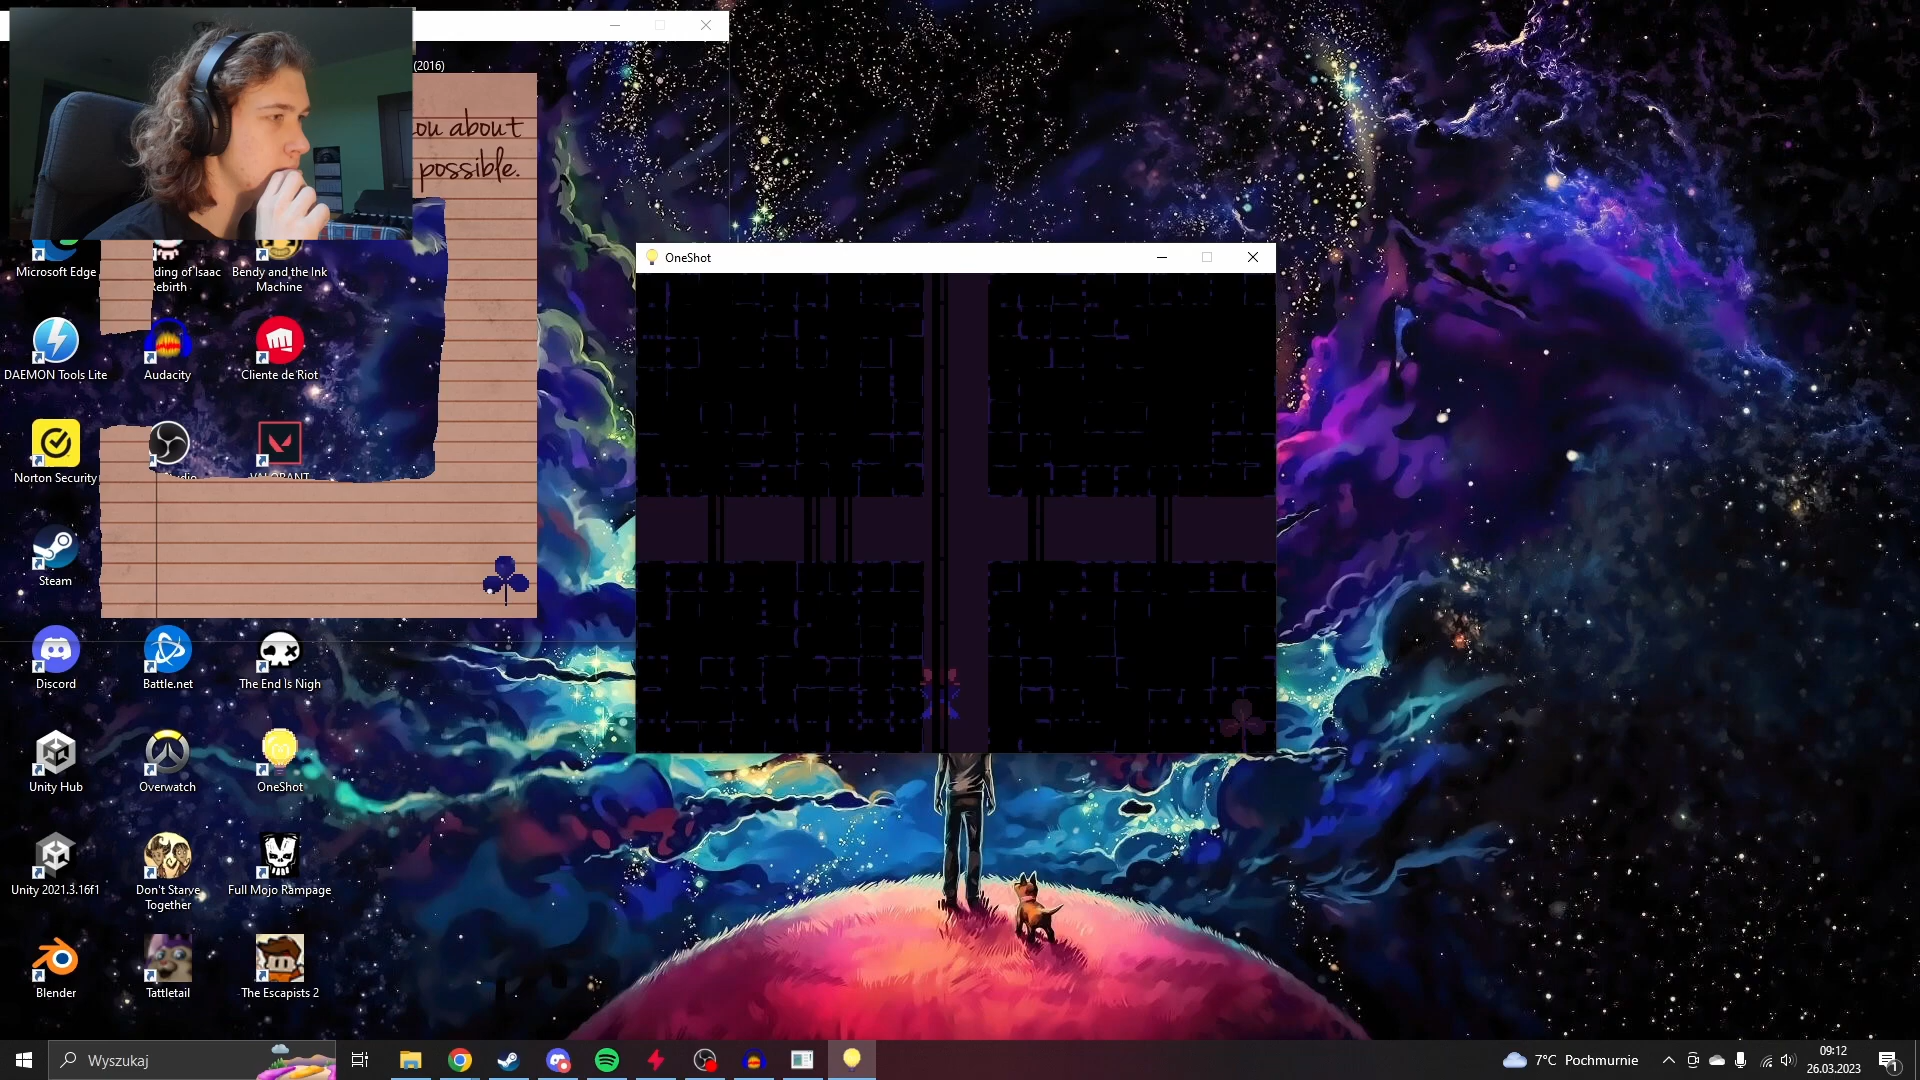 (2016)
ou about
possible.
OneShot
Microsoft Edge
ding of Isaac
Rebirth
Bendy and the Ink
Machine
DAEMON Tools Lite
Audacity
Cliente de Riot
Norton Security
VALORANT
Steam
Discord
Battle.net
The End Is Nigh
Unity Hub
Overwatch
OneShot
Unity 2021.3.16f1
Don't Starve
Together
Full Mojo Rampage
Blender
Tattletail
The Escapists 2
Wyszukaj
7°C Pochmurnie
09:12
26.03.2023
1